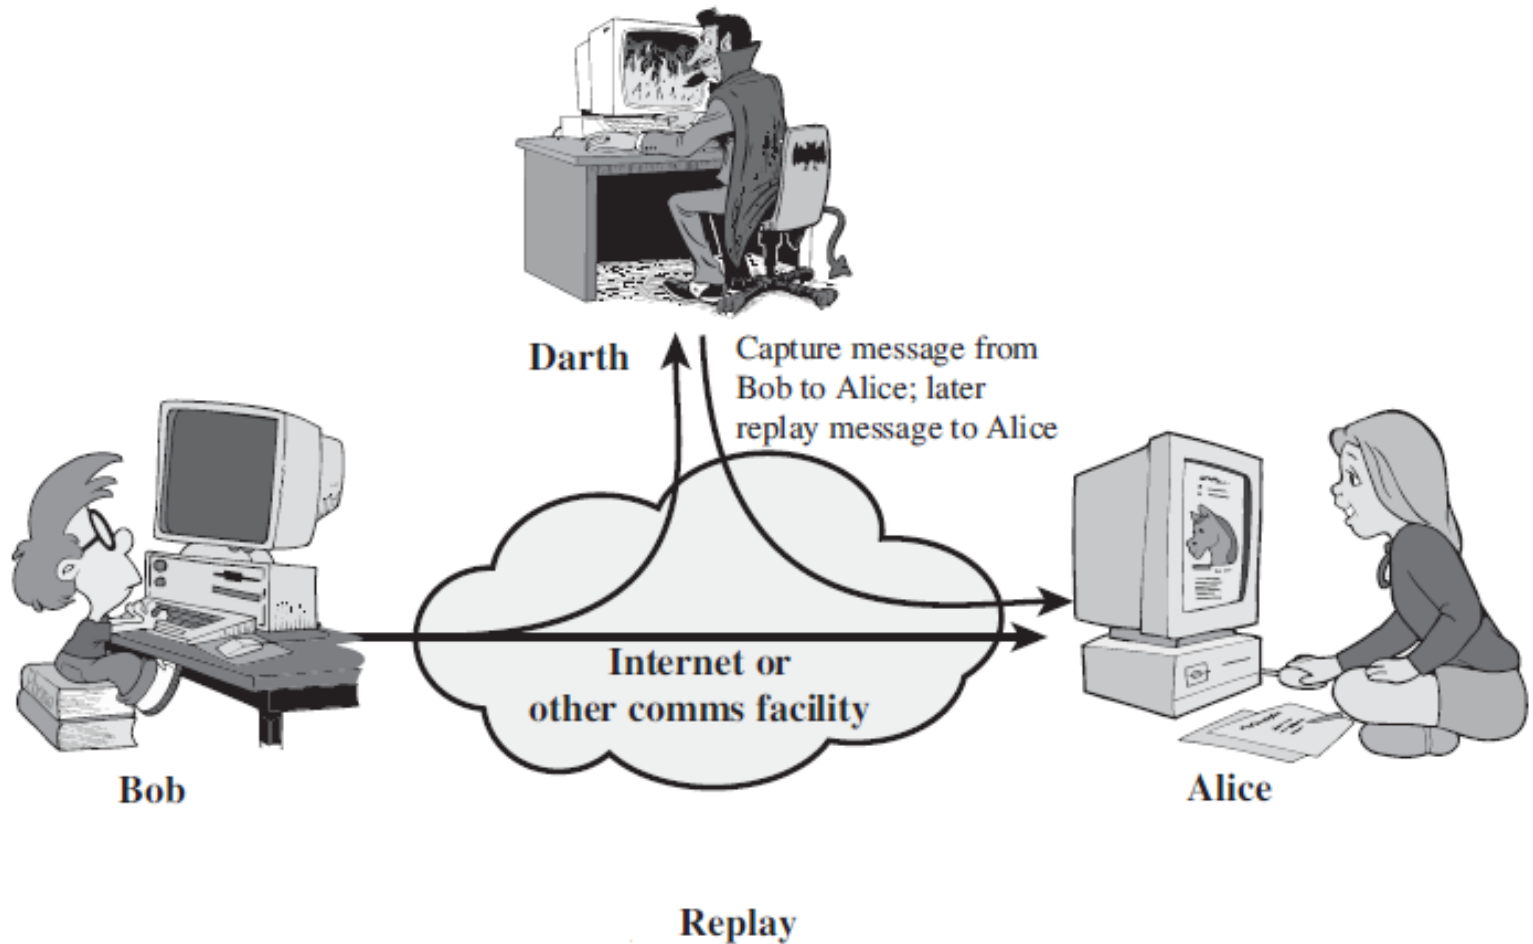 Darth
Capture message from
Bob to Alice; later
replay message to Alice
Internet or
other comms facility
Bob
Alice
Replay